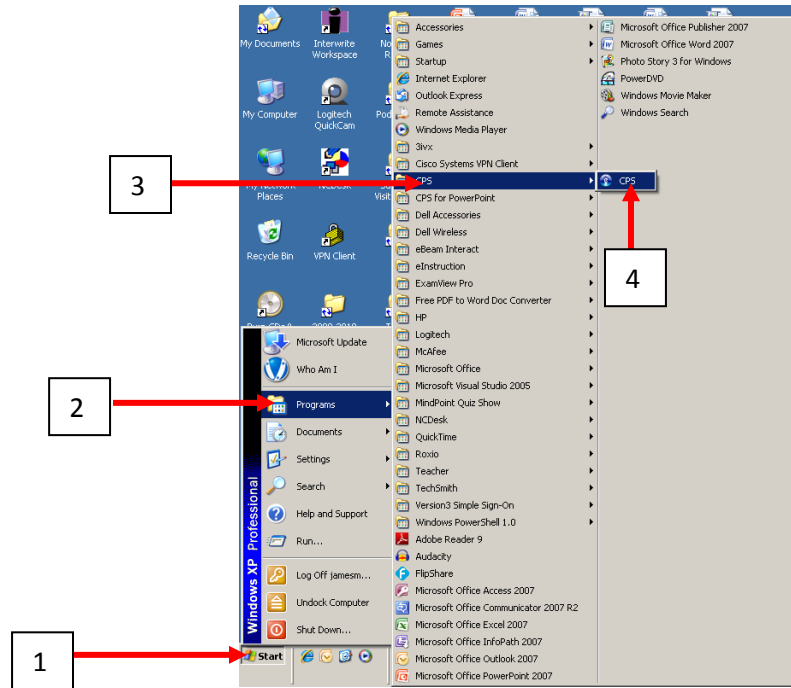 My Documents
Interwrite
Workspace
My Computer
Logitech
QuickCam
Places
NCDesk
Recycle Bin
VPN Client
Accessories
Games
Startup
Internet Explorer
Outlook Express
Remote Assistance
Windows Media Player
3ivx
Cisco Systems VPN Client
CPS
CPS for PowerPoint
Dell Accessories
Dell Wireless
eBeam Interact
eInstruction
ExamView Pro
Free PDF to Word Doc Converter
HP
Logitech
McAfee
Microsoft Office
Microsoft Visual Studio 2005
MindPoint Quiz Show
NCDesk
QuickTime
Roxio
Teacher
TechSmith
Version3 Simple Sign-On
Windows PowerShell 1.0
Adobe Reader 9
Audacity
FlipShare
Microsoft Office Access 2007
Microsoft Office Communicator 2007 R2
Microsoft Office Excel 2007
Microsoft Office InfoPath 2007
Microsoft Office Outlook 2007
Microsoft Office PowerPoint 2007
Microsoft Office Publisher 2007
Microsoft Office Word 2007
Photo Story 3 for Windows
PowerDVD
Windows Movie Maker
Windows Search
CPS
3
4
Microsoft Update
Who Am I
2
Programs
Documents
Settings
Search
Help and Support
Run...
Log Off jamesm...
Undock Computer
Shut Down...
Windows XP Professional
1
Start